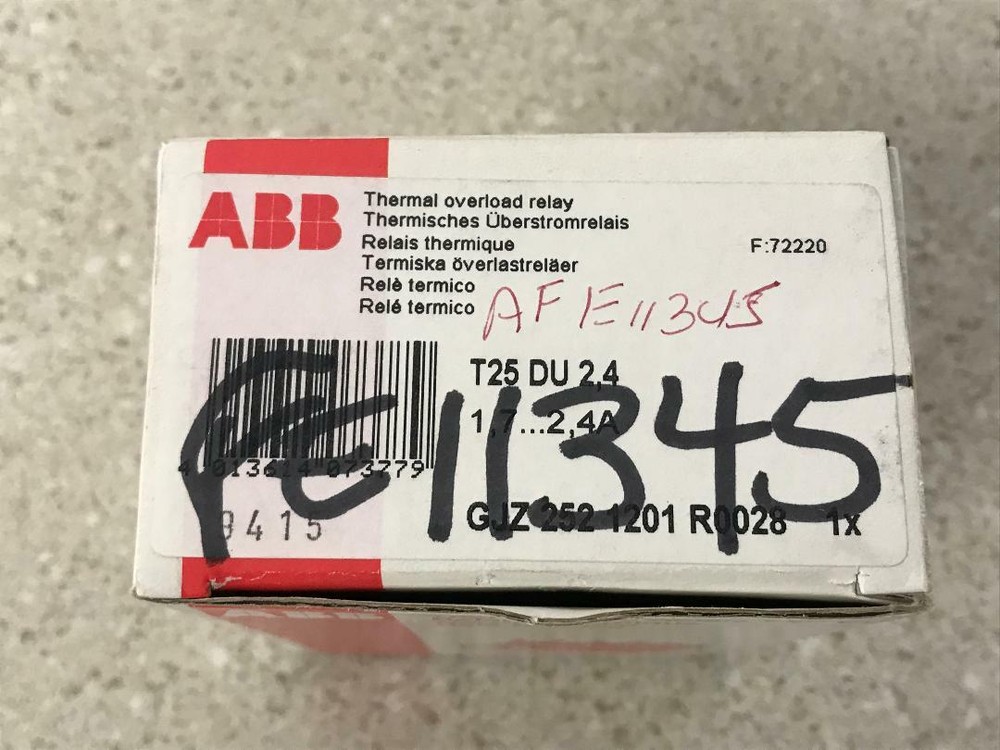 ABB
Thermal overload relay
Thermisches Überstromrelais
Relais thermique
Termiska överlastreläer
Relè termico
Relé termico
F:72220
AFE11345
T25 DU 2,4
1,7...2,4A
4 013614 073779
FE11345
9415
GJZ 252 1201 R0028 1x